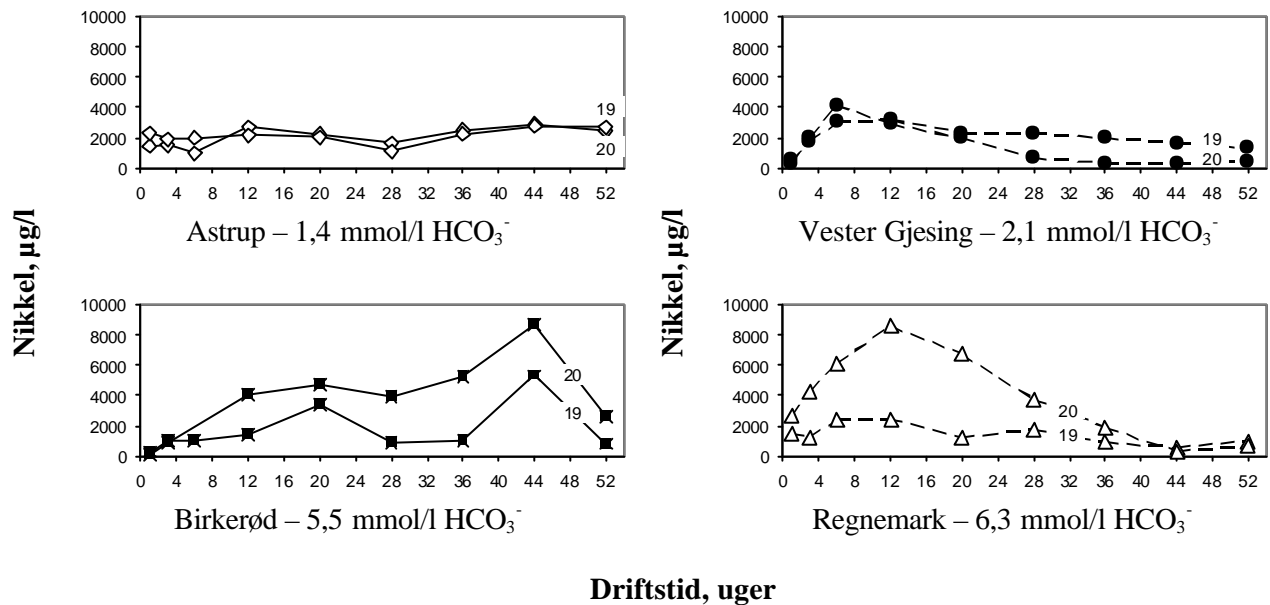 10000
8000
6000
4000
2000
0
19
20
0 4 8 12 16 20 24 28 32 36 40 44 48 52
Astrup – 1,4 mmol/l HCO₃⁻
10000
8000
6000
4000
2000
0
19
20
0 4 8 12 16 20 24 28 32 36 40 44 48 52
Vester Gjesing – 2,1 mmol/l HCO₃⁻
Nikkel, µg/l
Nikkel, µg/l
10000
8000
6000
4000
2000
0
20
19
0 4 8 12 16 20 24 28 32 36 40 44 48 52
Birkerød – 5,5 mmol/l HCO₃⁻
10000
8000
6000
4000
2000
0
20
19
0 4 8 12 16 20 24 28 32 36 40 44 48 52
Regnemark – 6,3 mmol/l HCO₃⁻
Driftstid, uger